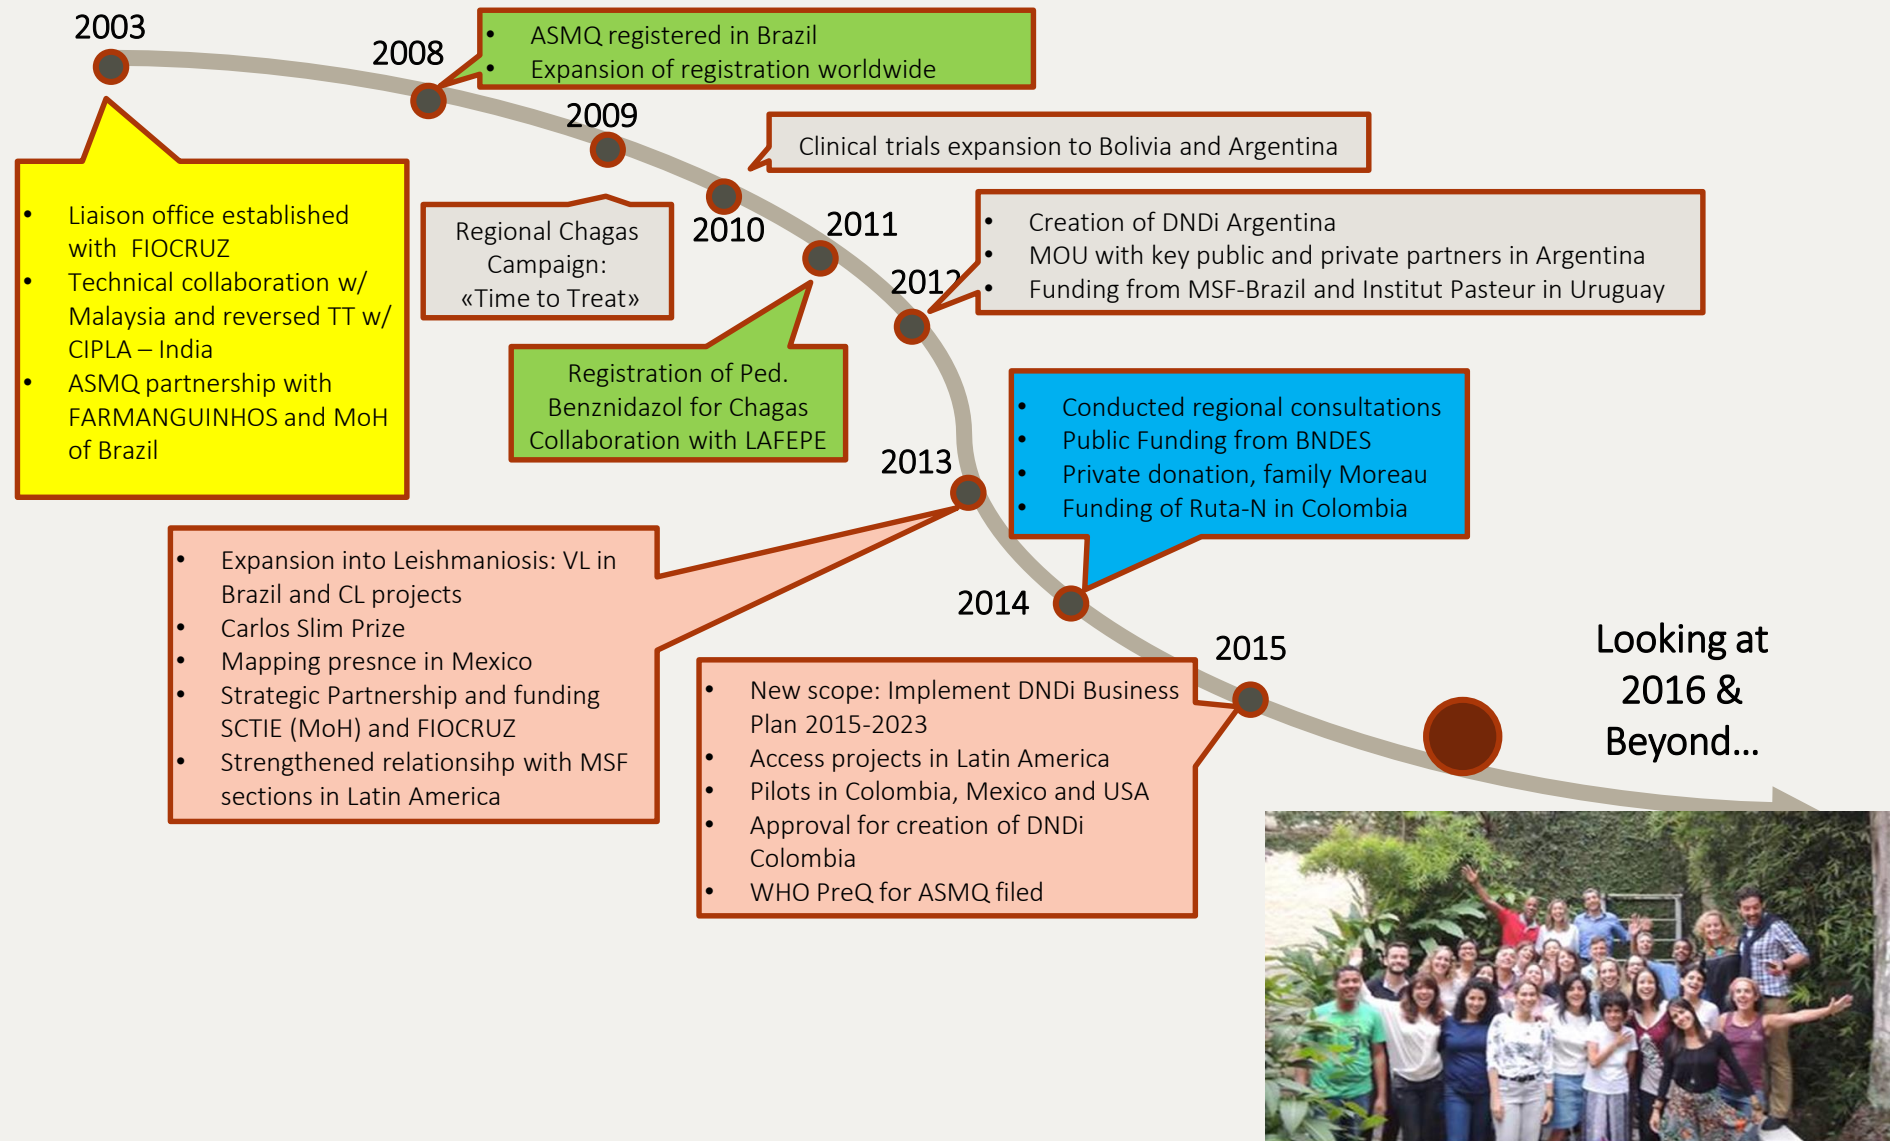 2003
• Liaison office established
with FIOCRUZ
• Technical collaboration w/
Malaysia and reversed TT w/
CIPLA – India
• ASMQ partnership with
FARMANGUINHOS and MoH
of Brazil
2008
• ASMQ registered in Brazil
• Expansion of registration worldwide
2009
Regional Chagas
Campaign:
«Time to Treat»
2010
Clinical trials expansion to Bolivia and Argentina
2011
Registration of Ped.
Benznidazol for Chagas
Collaboration with LAFEPE
2012
• Creation of DNDi Argentina
• MOU with key public and private partners in Argentina
• Funding from MSF-Brazil and Institut Pasteur in Uruguay
2013
• Expansion into Leishmaniosis: VL in
Brazil and CL projects
• Carlos Slim Prize
• Mapping presnce in Mexico
• Strategic Partnership and funding
SCTIE (MoH) and FIOCRUZ
• Strengthened relationsihp with MSF
sections in Latin America
2014
• Conducted regional consultations
• Public Funding from BNDES
• Private donation, family Moreau
• Funding of Ruta-N in Colombia
2015
• New scope: Implement DNDi Business
Plan 2015-2023
• Access projects in Latin America
• Pilots in Colombia, Mexico and USA
• Approval for creation of DNDi
Colombia
• WHO PreQ for ASMQ filed
Looking at
2016 &
Beyond...